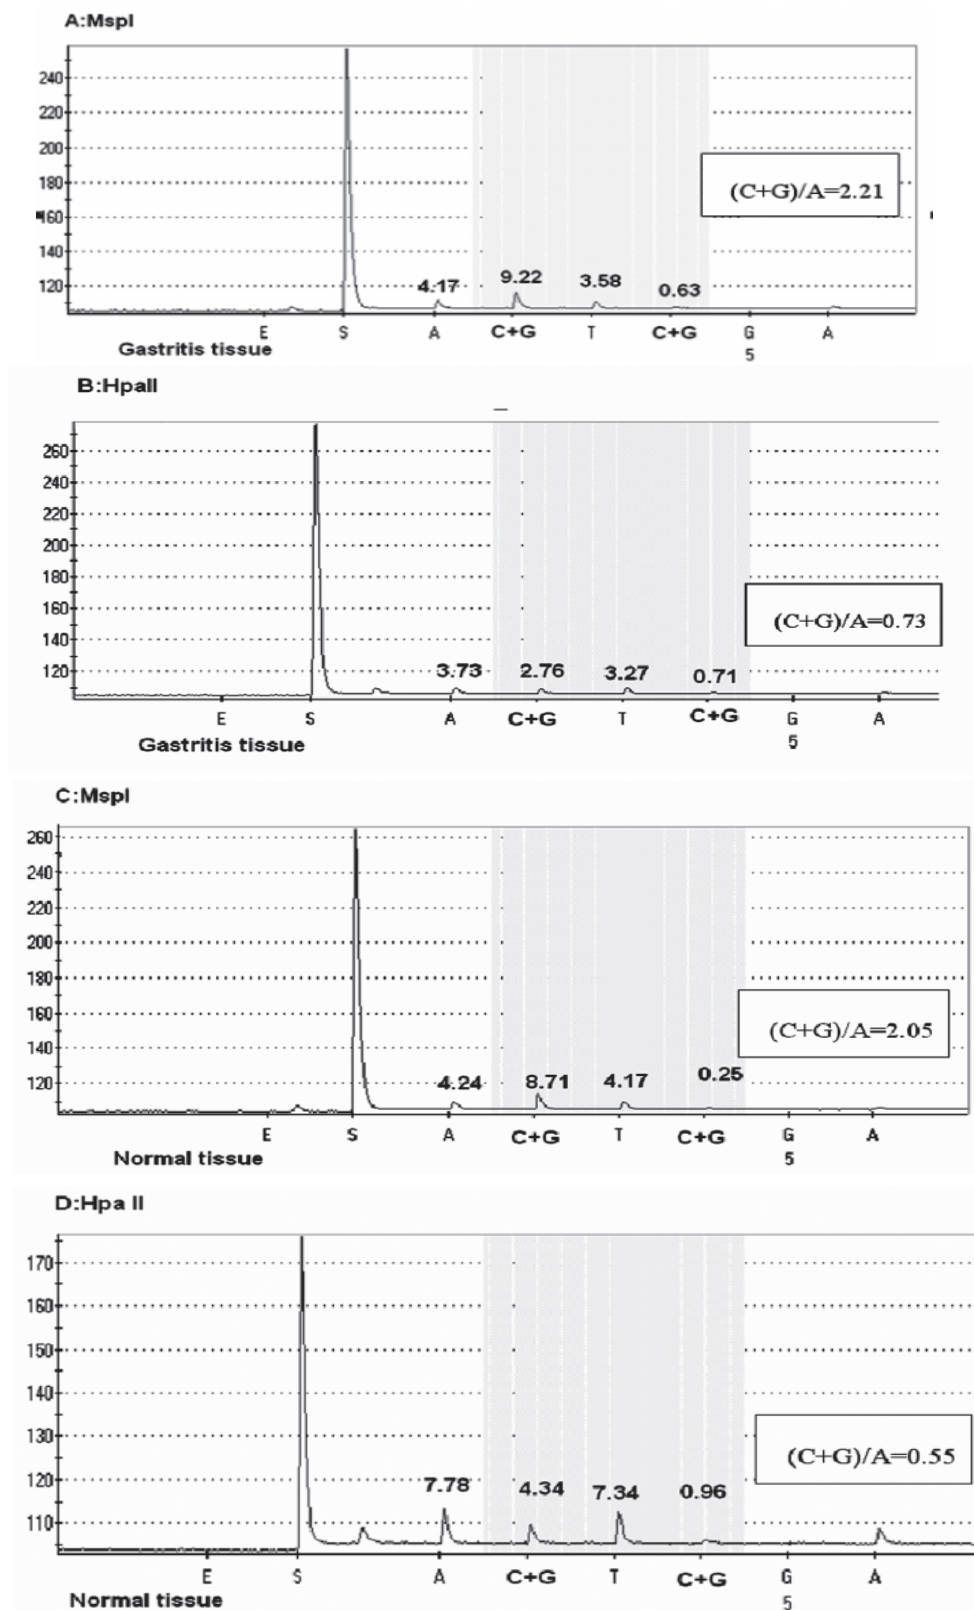 A:MspI
240
220
200
180
160
140
120
(C+G)/A=2.21
4.17 9.22 3.58 0.63
E S A C+G T C+G G A
5
Gastritis tissue
B:HpaII
260
240
220
200
180
160
140
120
(C+G)/A=0.73
3.73 2.76 3.27 0.71
E S A C+G T C+G G A
5
Gastritis tissue
C:MspI
260
240
220
200
180
160
140
120
(C+G)/A=2.05
4.24 8.71 4.17 0.25
E S A C+G T C+G G A
5
Normal tissue
D:Hpa II
170
160
150
140
130
120
110
(C+G)/A=0.55
7.78 4.34 7.34 0.96
E S A C+G T C+G G A
5
Normal tissue